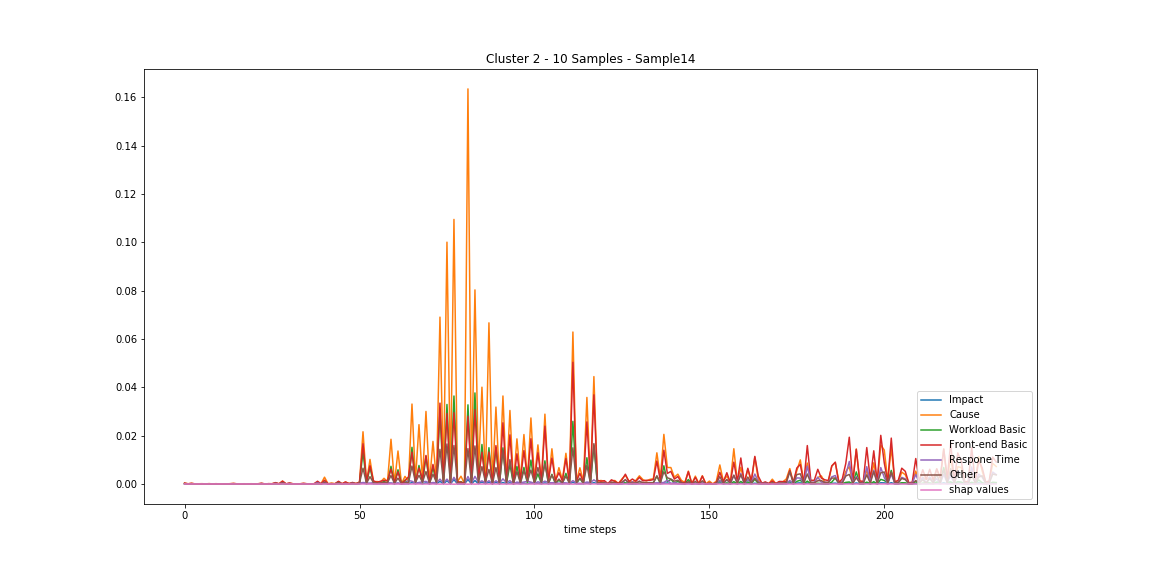 Cluster 2 - 10 Samples - Sample14
0.16
0.14
0.12
0.10
0.08
0.06
0.04
0.02
0.00
Impact
Cause
Workload Basic
Front-end Basic
Respone Time
Other
shap values
0 50 100 150 200
time steps